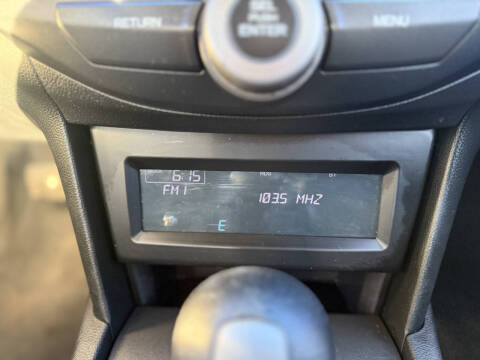 SEL
PUSH
ENTER
RETURN
MENU
6:15
FM1 103.5 MHZ
E